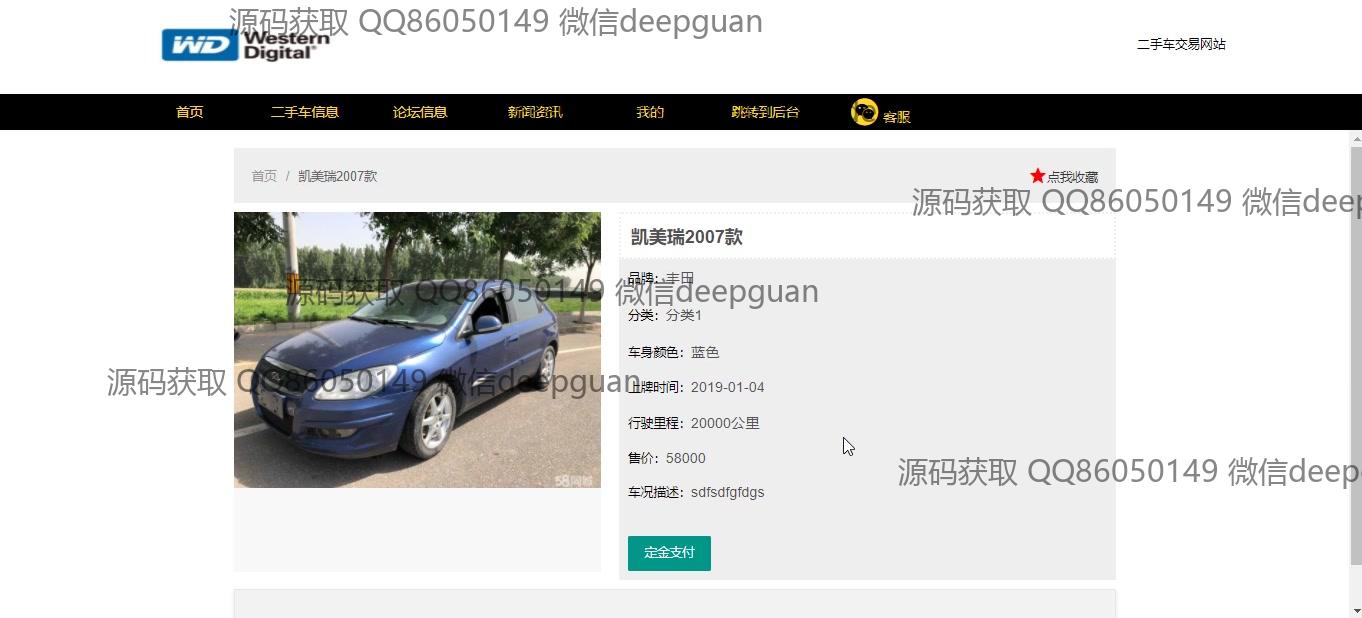 源码获取 QQ86050149 微信deepguan
WD Western
Digital
二手车交易网站
首页 二手车信息 论坛信息 新闻资讯 我的 跳转到后台 客服
首页 / 凯美瑞2007款
点我收藏
源码获取 QQ86050149 微信deep
凯美瑞2007款
品牌：丰田
源码获取 QQ86050149 微信deepguan
分类：分类1
车身颜色：蓝色
源码获取 QQ86050149 微信deepguan
上牌时间：2019-01-04
行驶里程：20000公里
售价：58000
源码获取 QQ86050149 微信deep
58同城
车况描述：sdfsdfgfdgs
定金支付